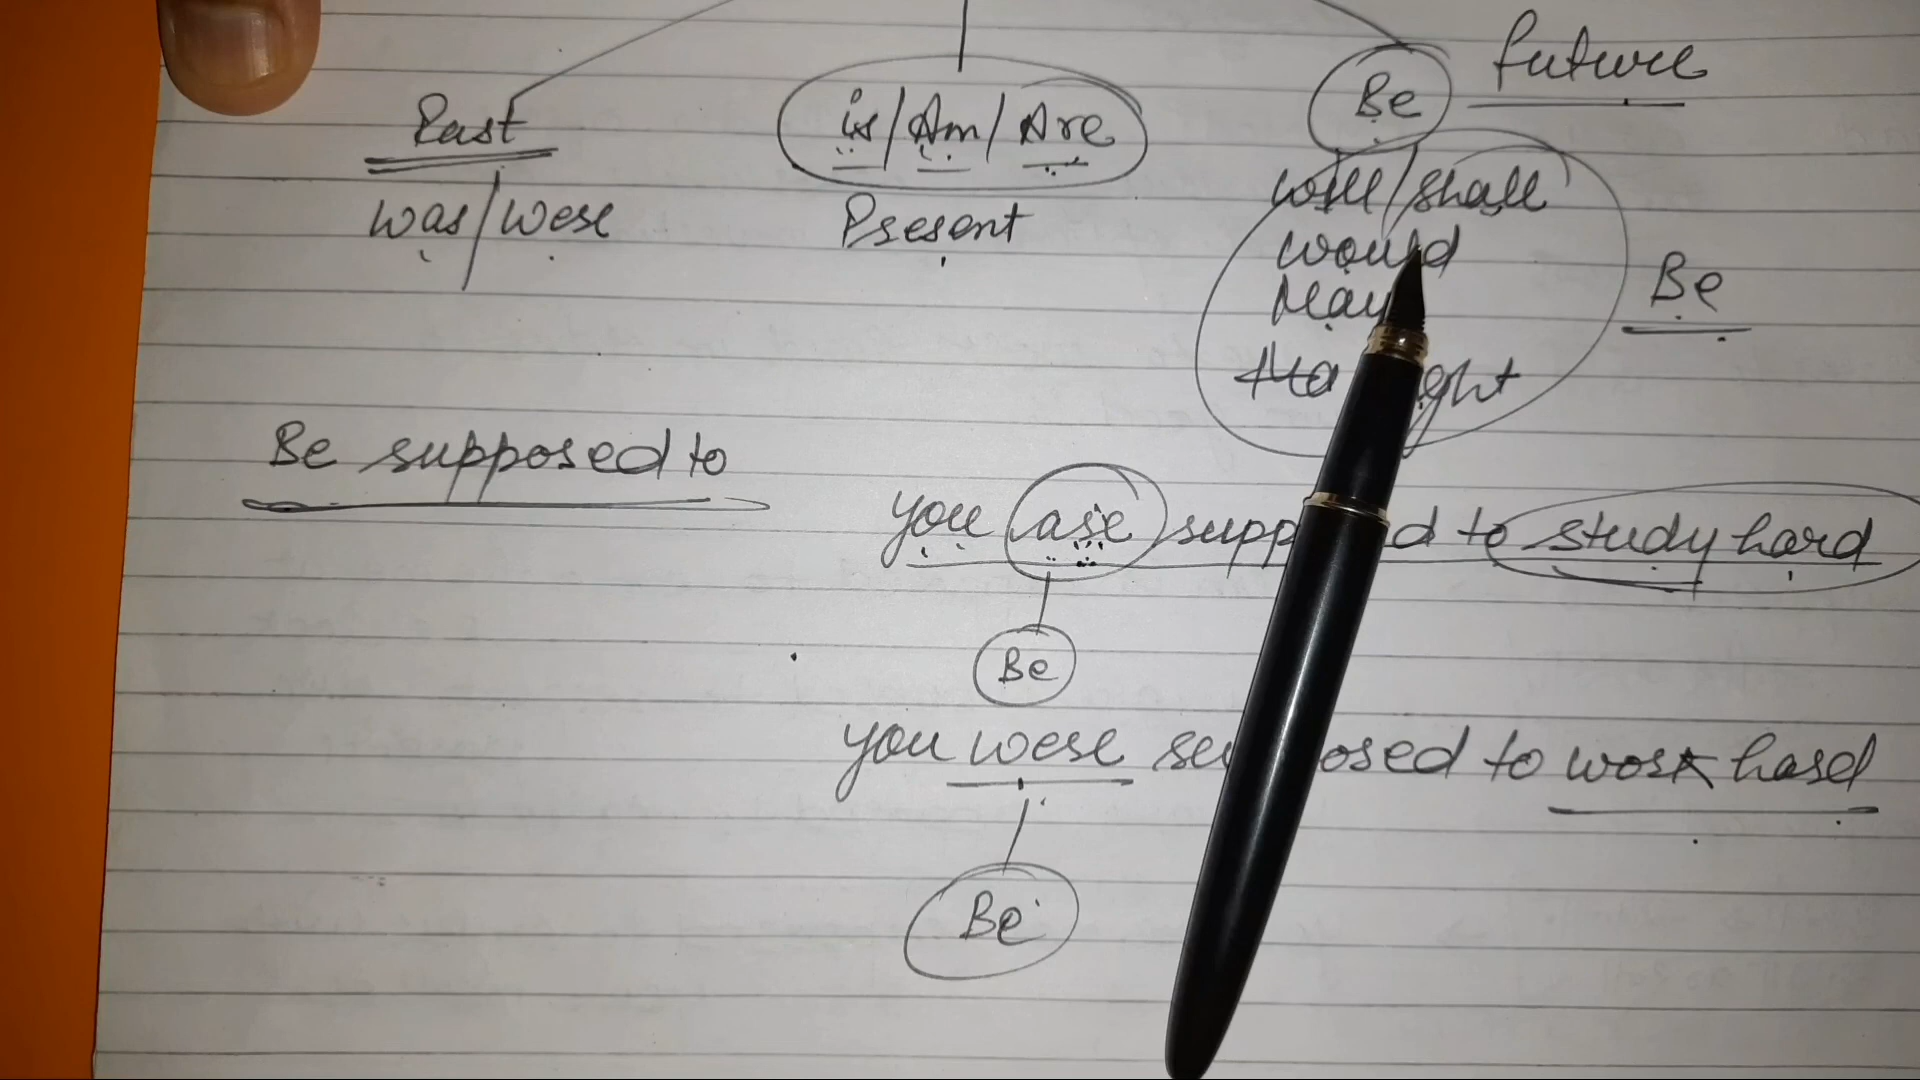 Past
was/were
is/Am/Are
Present
Be future
will/shall
would
May
Be
Be supposed to
you are to study hard
Be
you were to work hard
Be